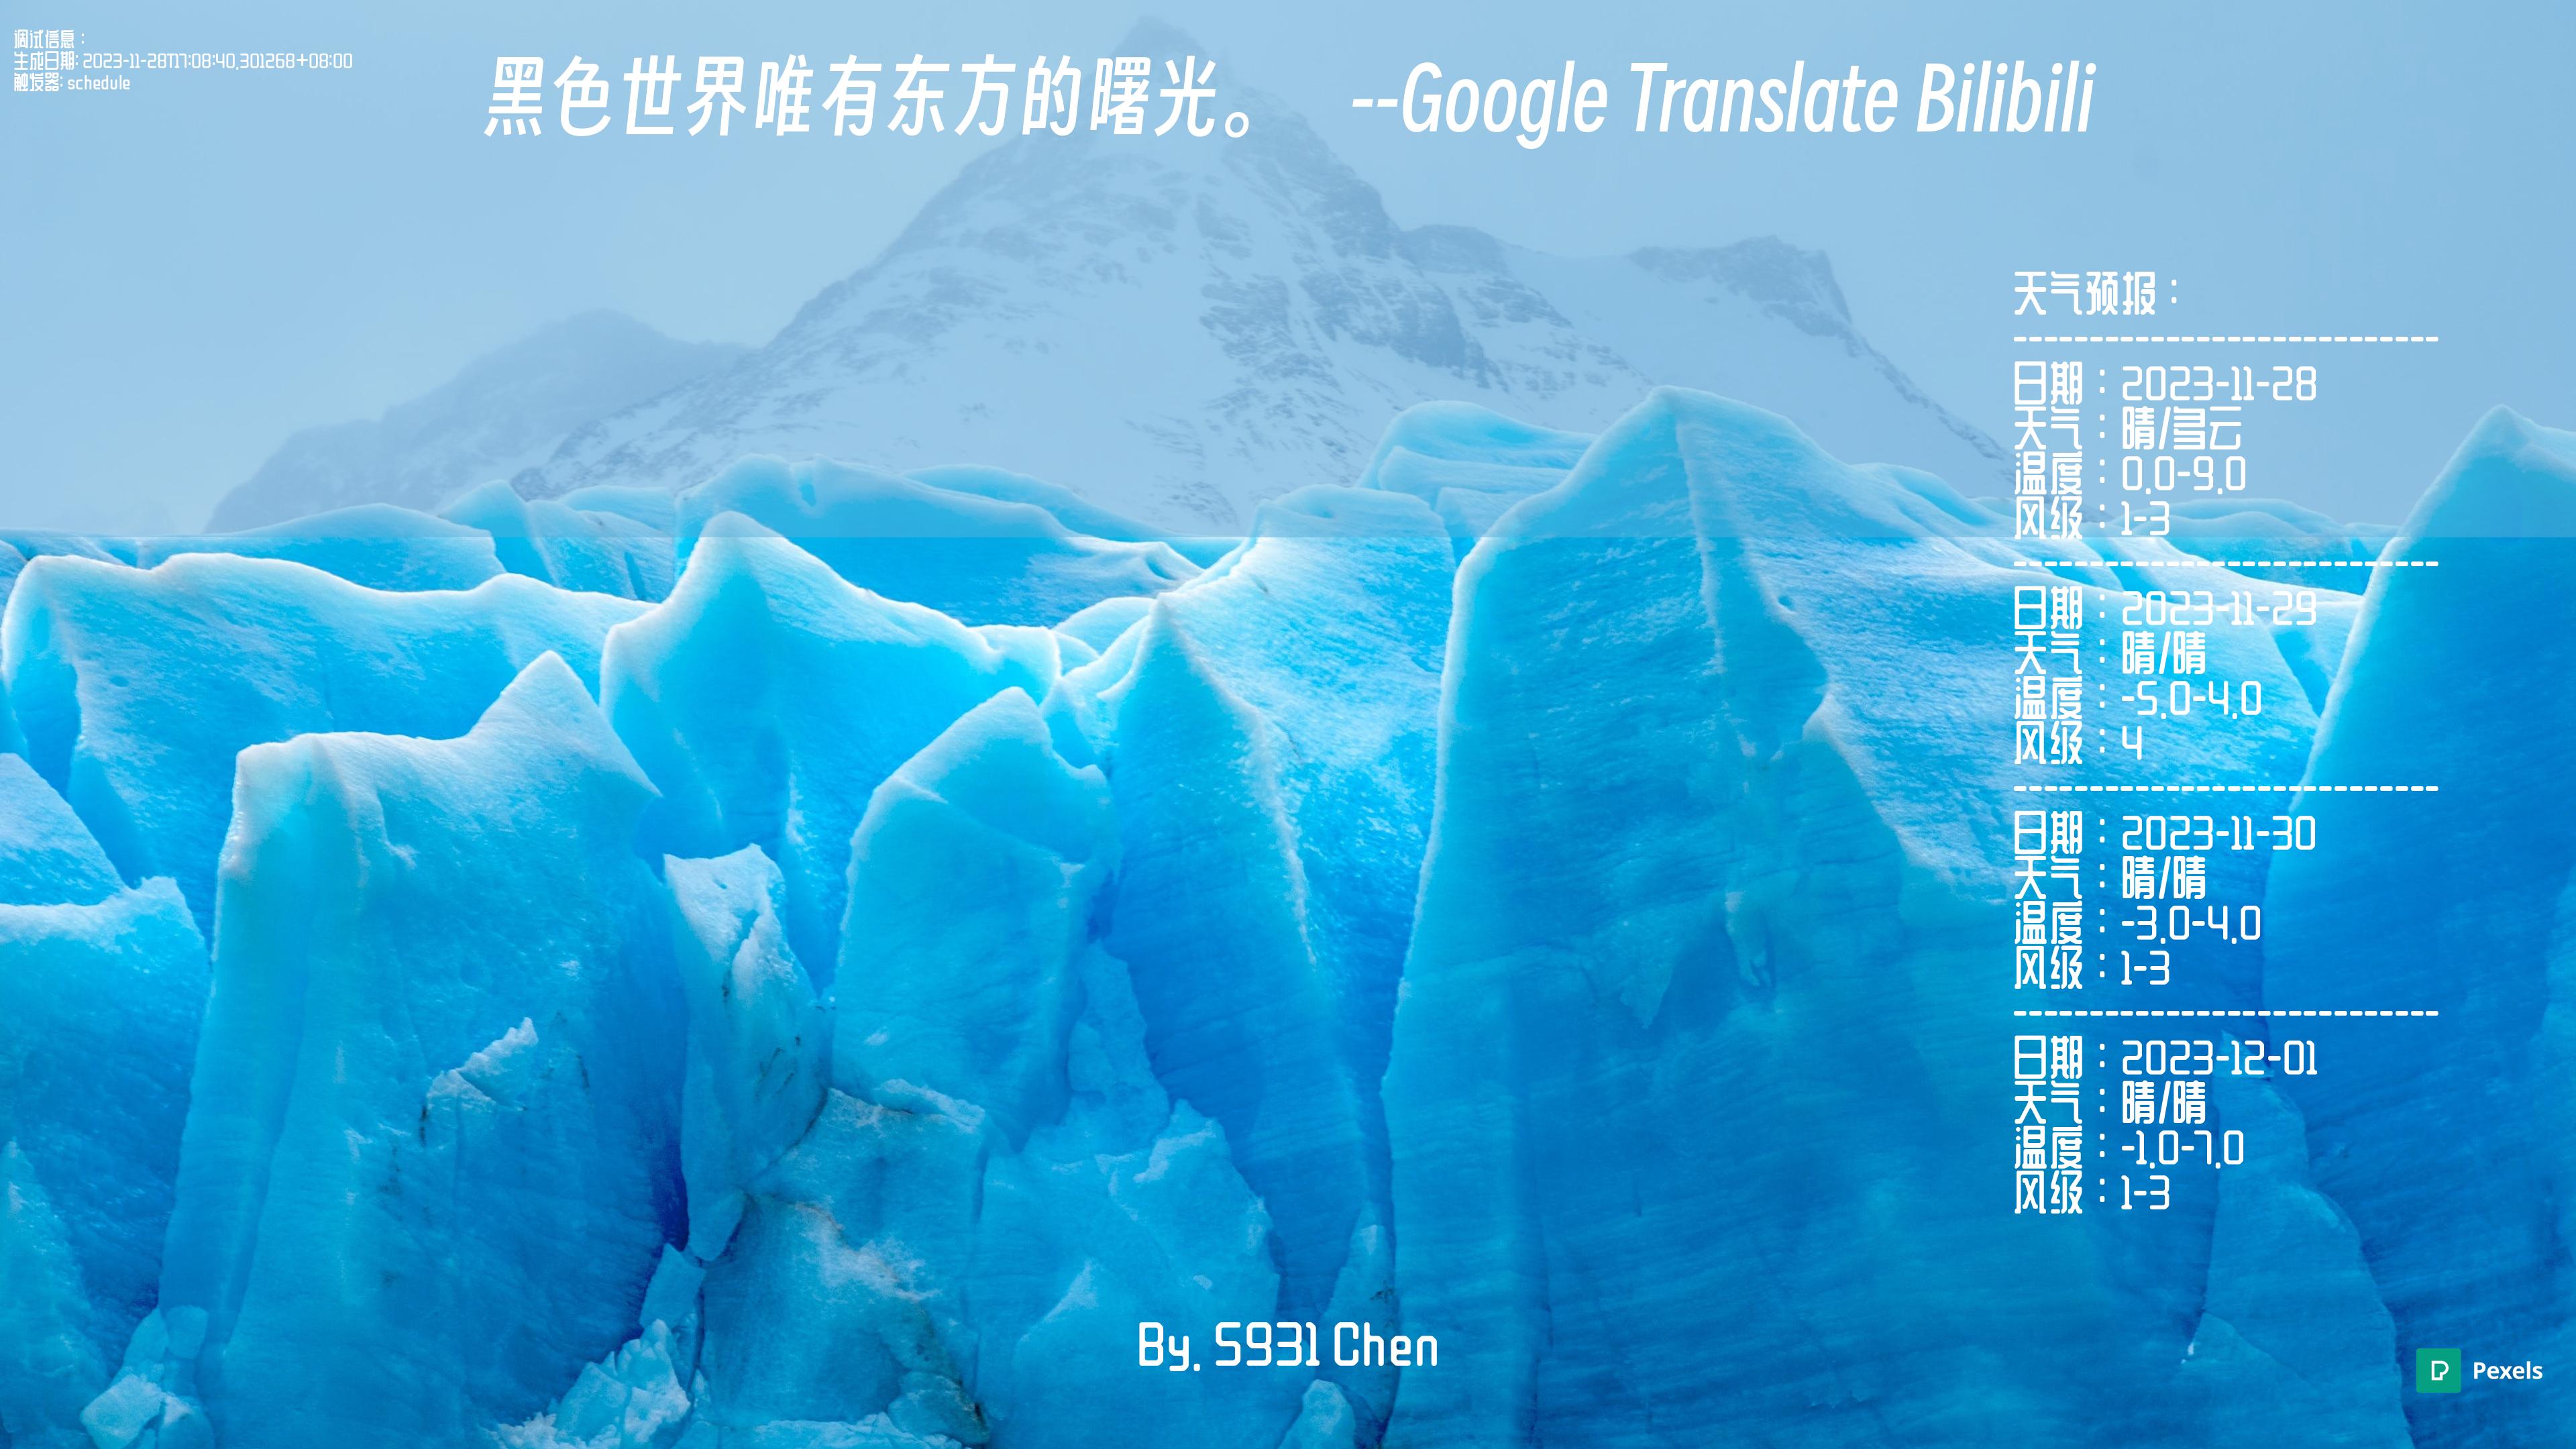 调试信息：
生成日期: 2023-11-28T17:08:40.301268+08:00
触发器: schedule
黑色世界唯有东方的曙光。 --Google Translate Bilibili
天气预报：
----------------------------
日期：2023-11-28
天气：晴/多云
温度：0.0-9.0
风级：1-3
----------------------------
日期：2023-11-29
天气：晴/晴
温度：-5.0-4.0
风级：4
----------------------------
日期：2023-11-30
天气：晴/晴
温度：-3.0-4.0
风级：1-3
----------------------------
日期：2023-12-01
天气：晴/晴
温度：-1.0-7.0
风级：1-3
By. S931 Chen
Pexels